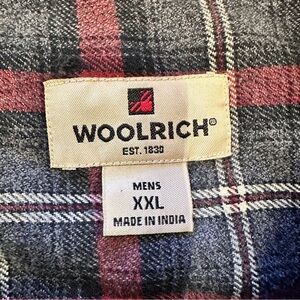 WOOLRICH®
EST. 1830
MENS
XXL
MADE IN INDIA